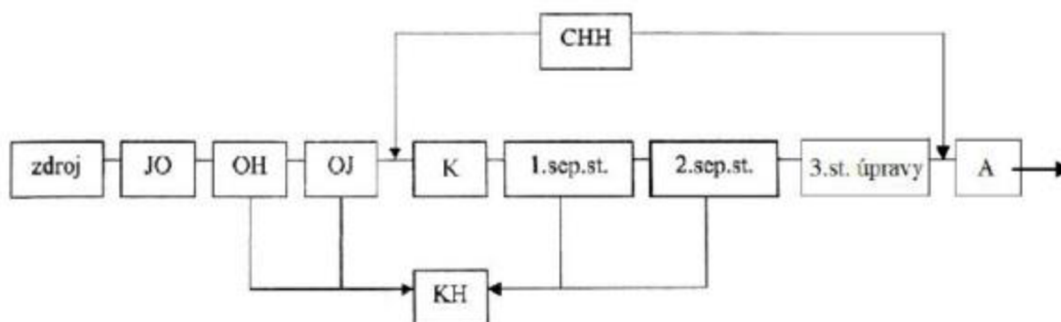 CHH
zdroj
JO
OH
OJ
K
1.sep.st.
2.sep.st.
3.st. úpravy
A
KH